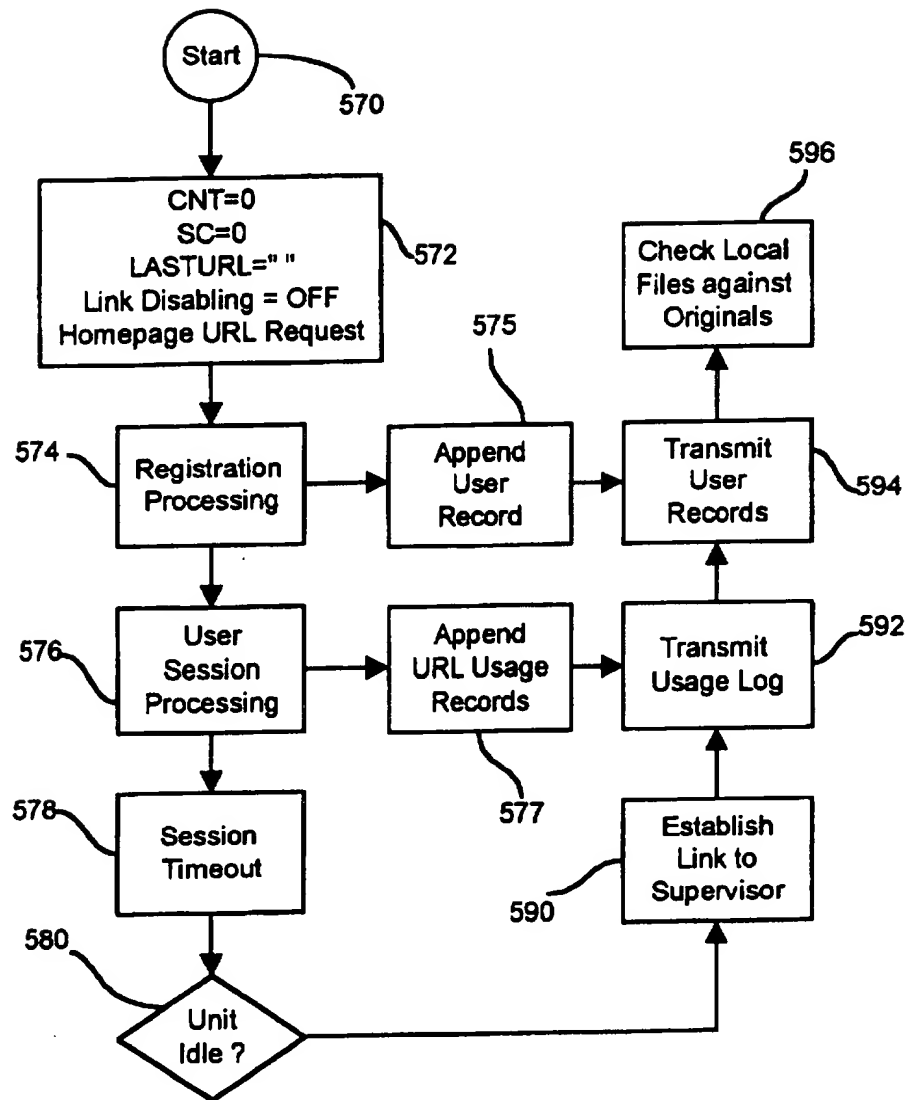 Start
570
CNT=0
SC=0
LASTURL=" "
Link Disabling = OFF
Homepage URL Request
572
596
Check Local
Files against
Originals
574
Registration
Processing
575
Append
User
Record
Transmit
User
Records
594
576
User
Session
Processing
Append
URL Usage
Records
577
Transmit
Usage Log
592
578
Session
Timeout
Establish
Link to
Supervisor
590
580
Unit
Idle ?